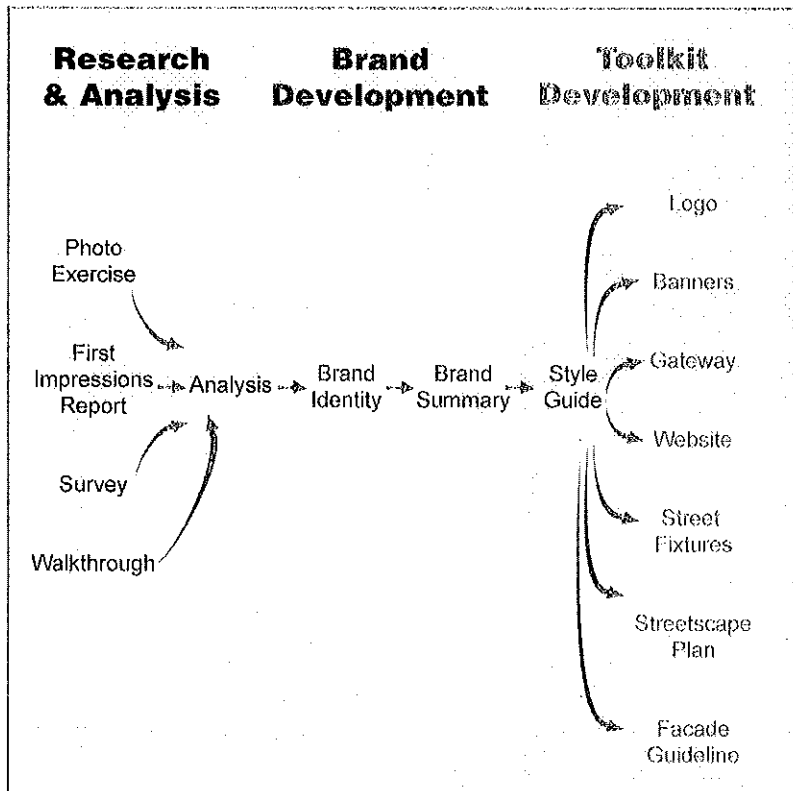 Research
& Analysis
Brand
Development
Toolkit
Development
Photo
Exercise
First
Impressions
Report
Survey
Walkthrough
Analysis
Brand
Identity
Brand
Summary
Style
Guide
Logo
Banners
Gateway
Website
Street
Fixtures
Streetscape
Plan
Facade
Guideline